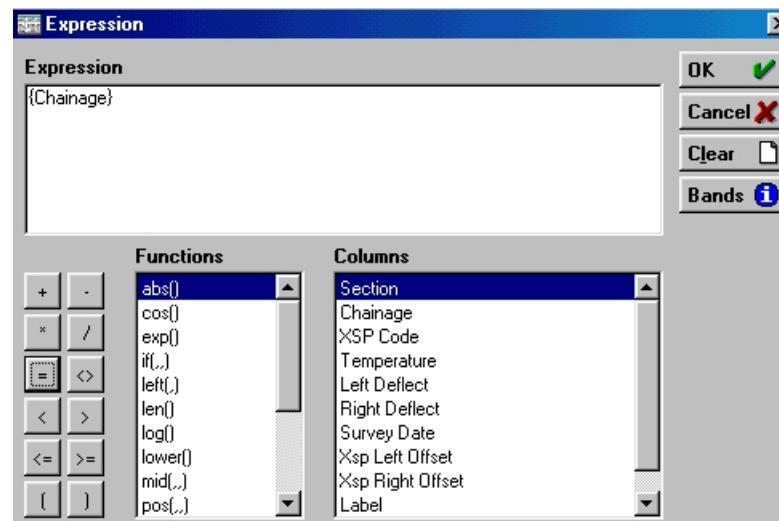 Expression
Expression
{Chainage}
OK
Cancel
Clear
Bands
Functions
Columns
+ -
* /
= <>
< >
<= >=
( )
abs()
cos()
exp()
if(,,)
left(,)
len()
log()
lower()
mid(,,)
pos(,,)
Section
Chainage
XSP Code
Temperature
Left Deflect
Right Deflect
Survey Date
Xsp Left Offset
Xsp Right Offset
Label